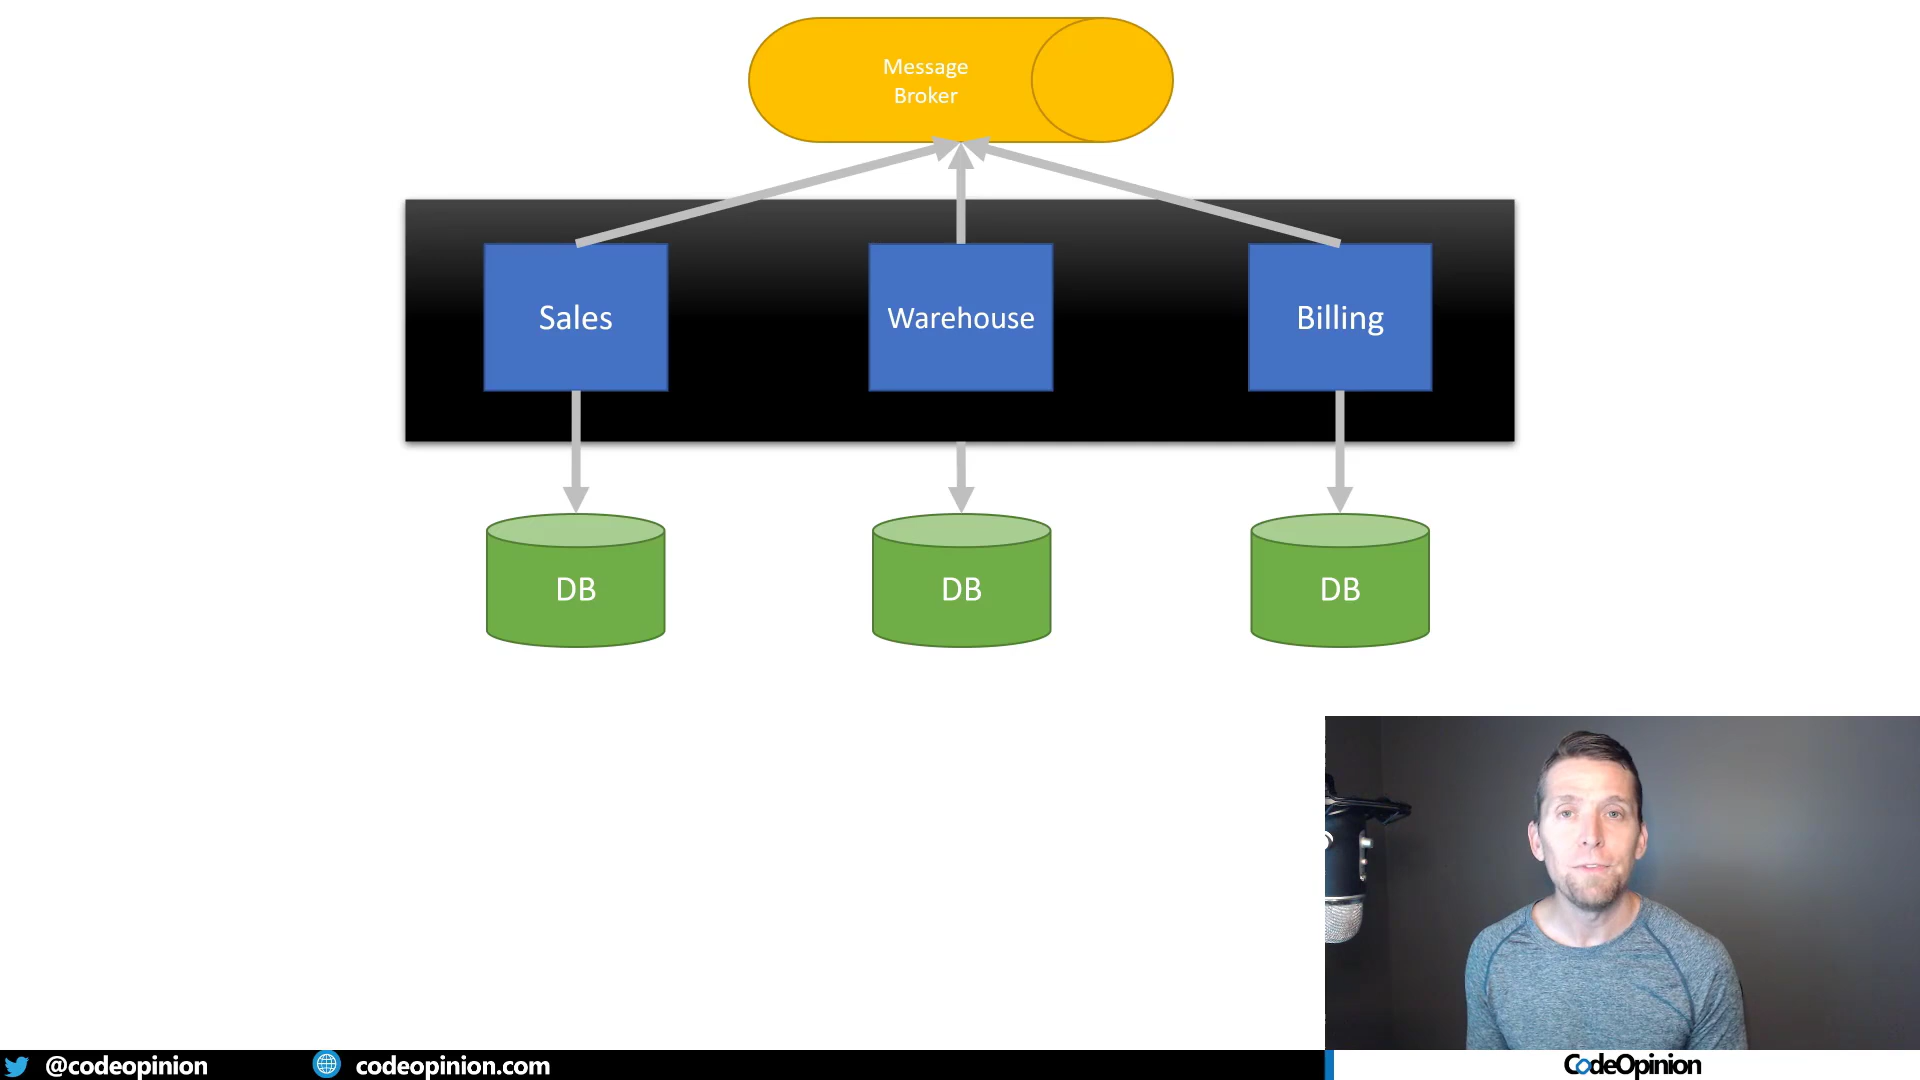 Message
Broker
Sales
Warehouse
Billing
DB
DB
DB
@codeopinion
codeopinion.com
CodeOpinion